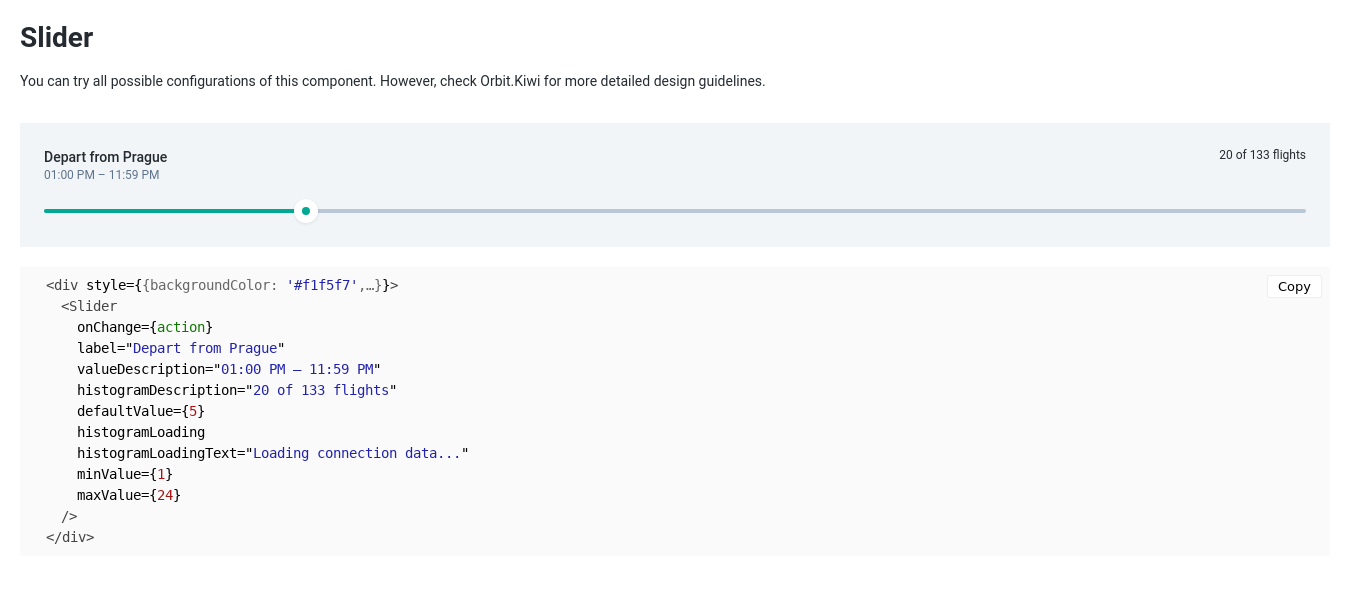 Slider
You can try all possible configurations of this component. However, check Orbit.Kiwi for more detailed design guidelines.
Depart from Prague
20 of 133 flights
01:00 PM – 11:59 PM
<div style={{backgroundColor: '#f1f5f7',…}}>
Copy
<Slider
onChange={action}
label="Depart from Prague"
valueDescription="01:00 PM – 11:59 PM"
histogramDescription="20 of 133 flights"
defaultValue={5}
histogramLoading
histogramLoadingText="Loading connection data..."
minValue={1}
maxValue={24}
/>
</div>